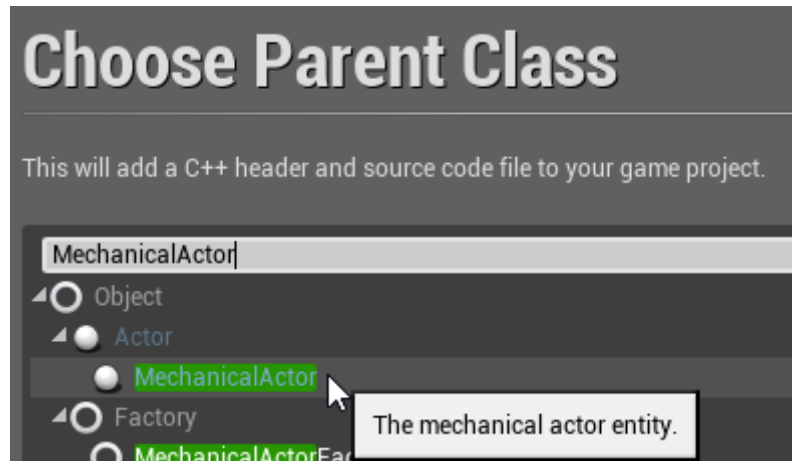 Choose Parent Class
This will add a C++ header and source code file to your game project.
MechanicalActor
Object
Actor
MechanicalActor
Factory
The mechanical actor entity.
MechanicalActorFac